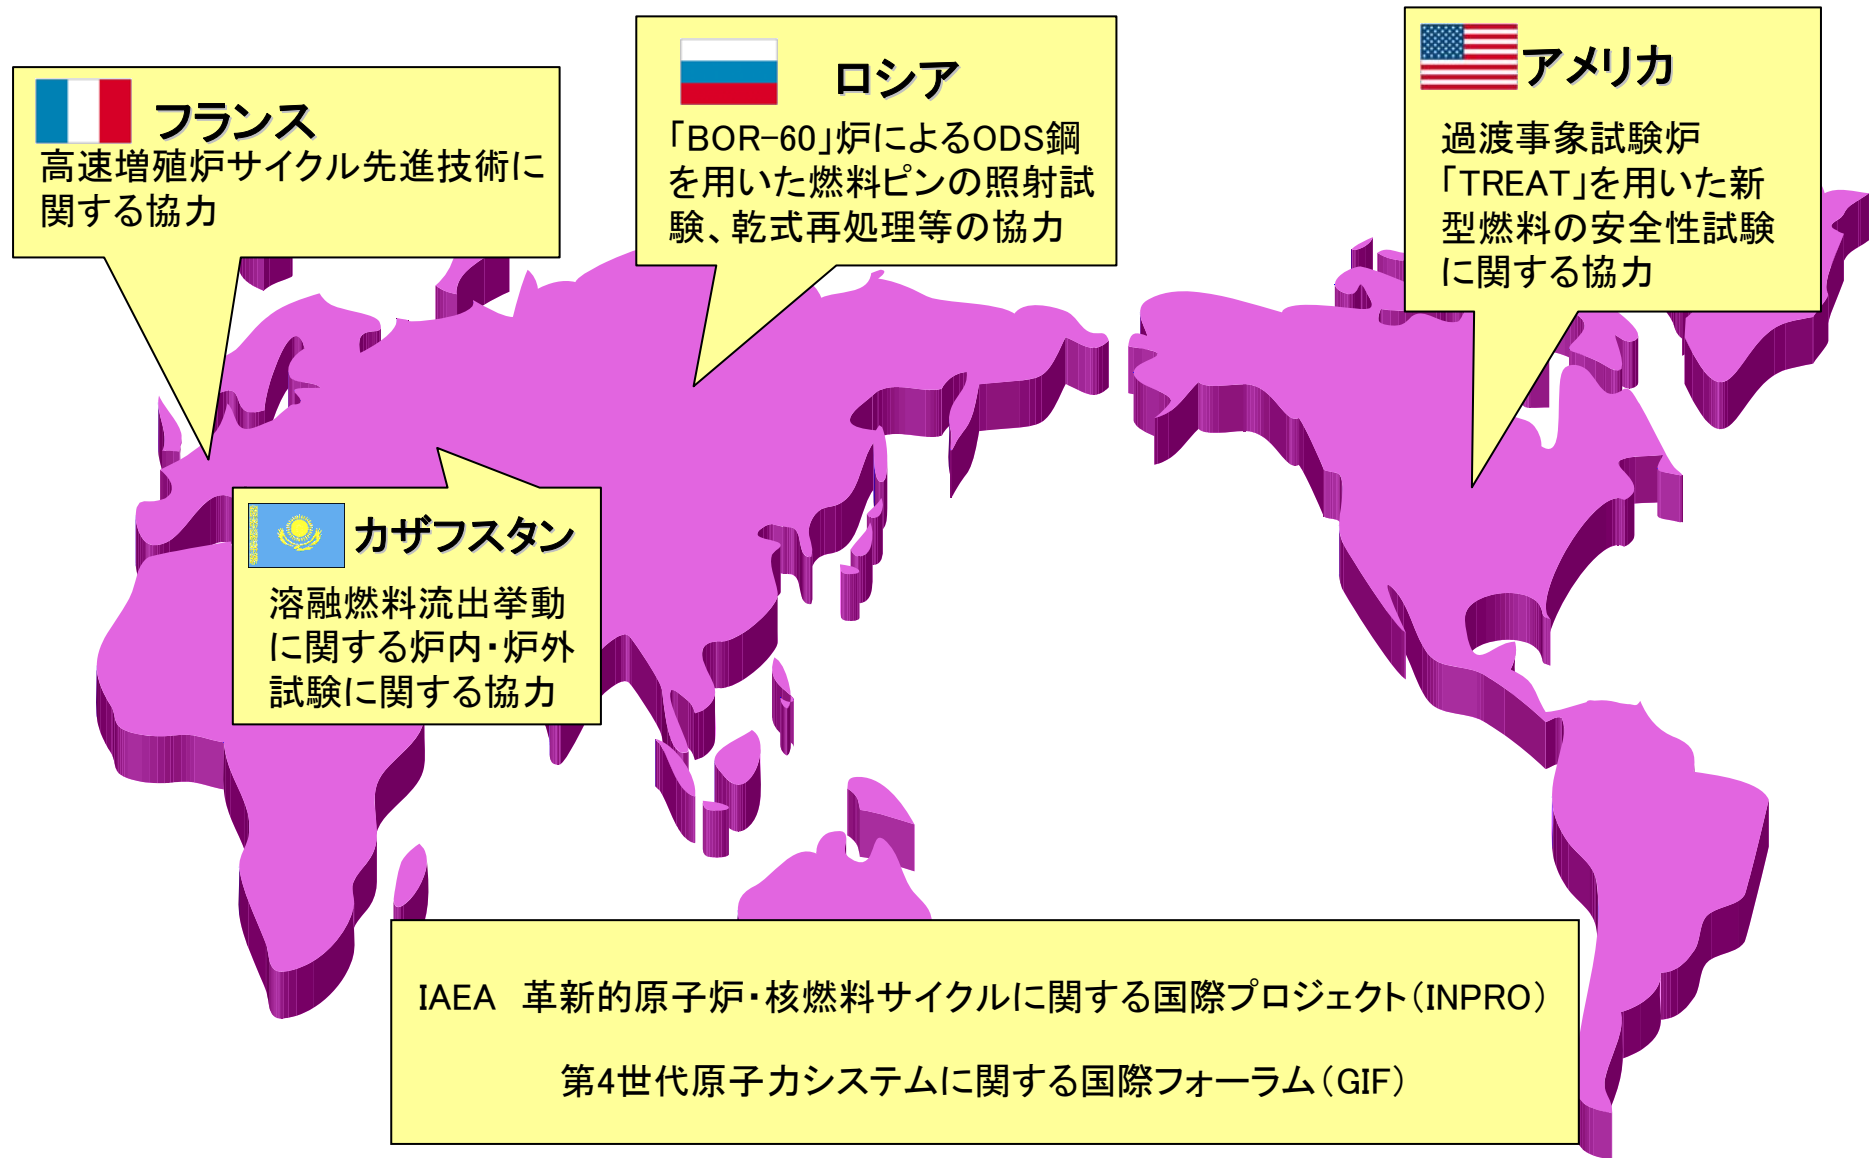 フランス
高速増殖炉サイクル先進技術に
関する協力
ロシア
「BOR-60」炉によるODS鋼
を用いた燃料ピンの照射試
験、乾式再処理等の協力
アメリカ
過渡事象試験炉
「TREAT」を用いた新
型燃料の安全性試験
に関する協力
カザフスタン
溶融燃料流出挙動
に関する炉内・炉外
試験に関する協力
IAEA　革新的原子炉・核燃料サイクルに関する国際プロジェクト（INPRO）
第4世代原子力システムに関する国際フォーラム（GIF）